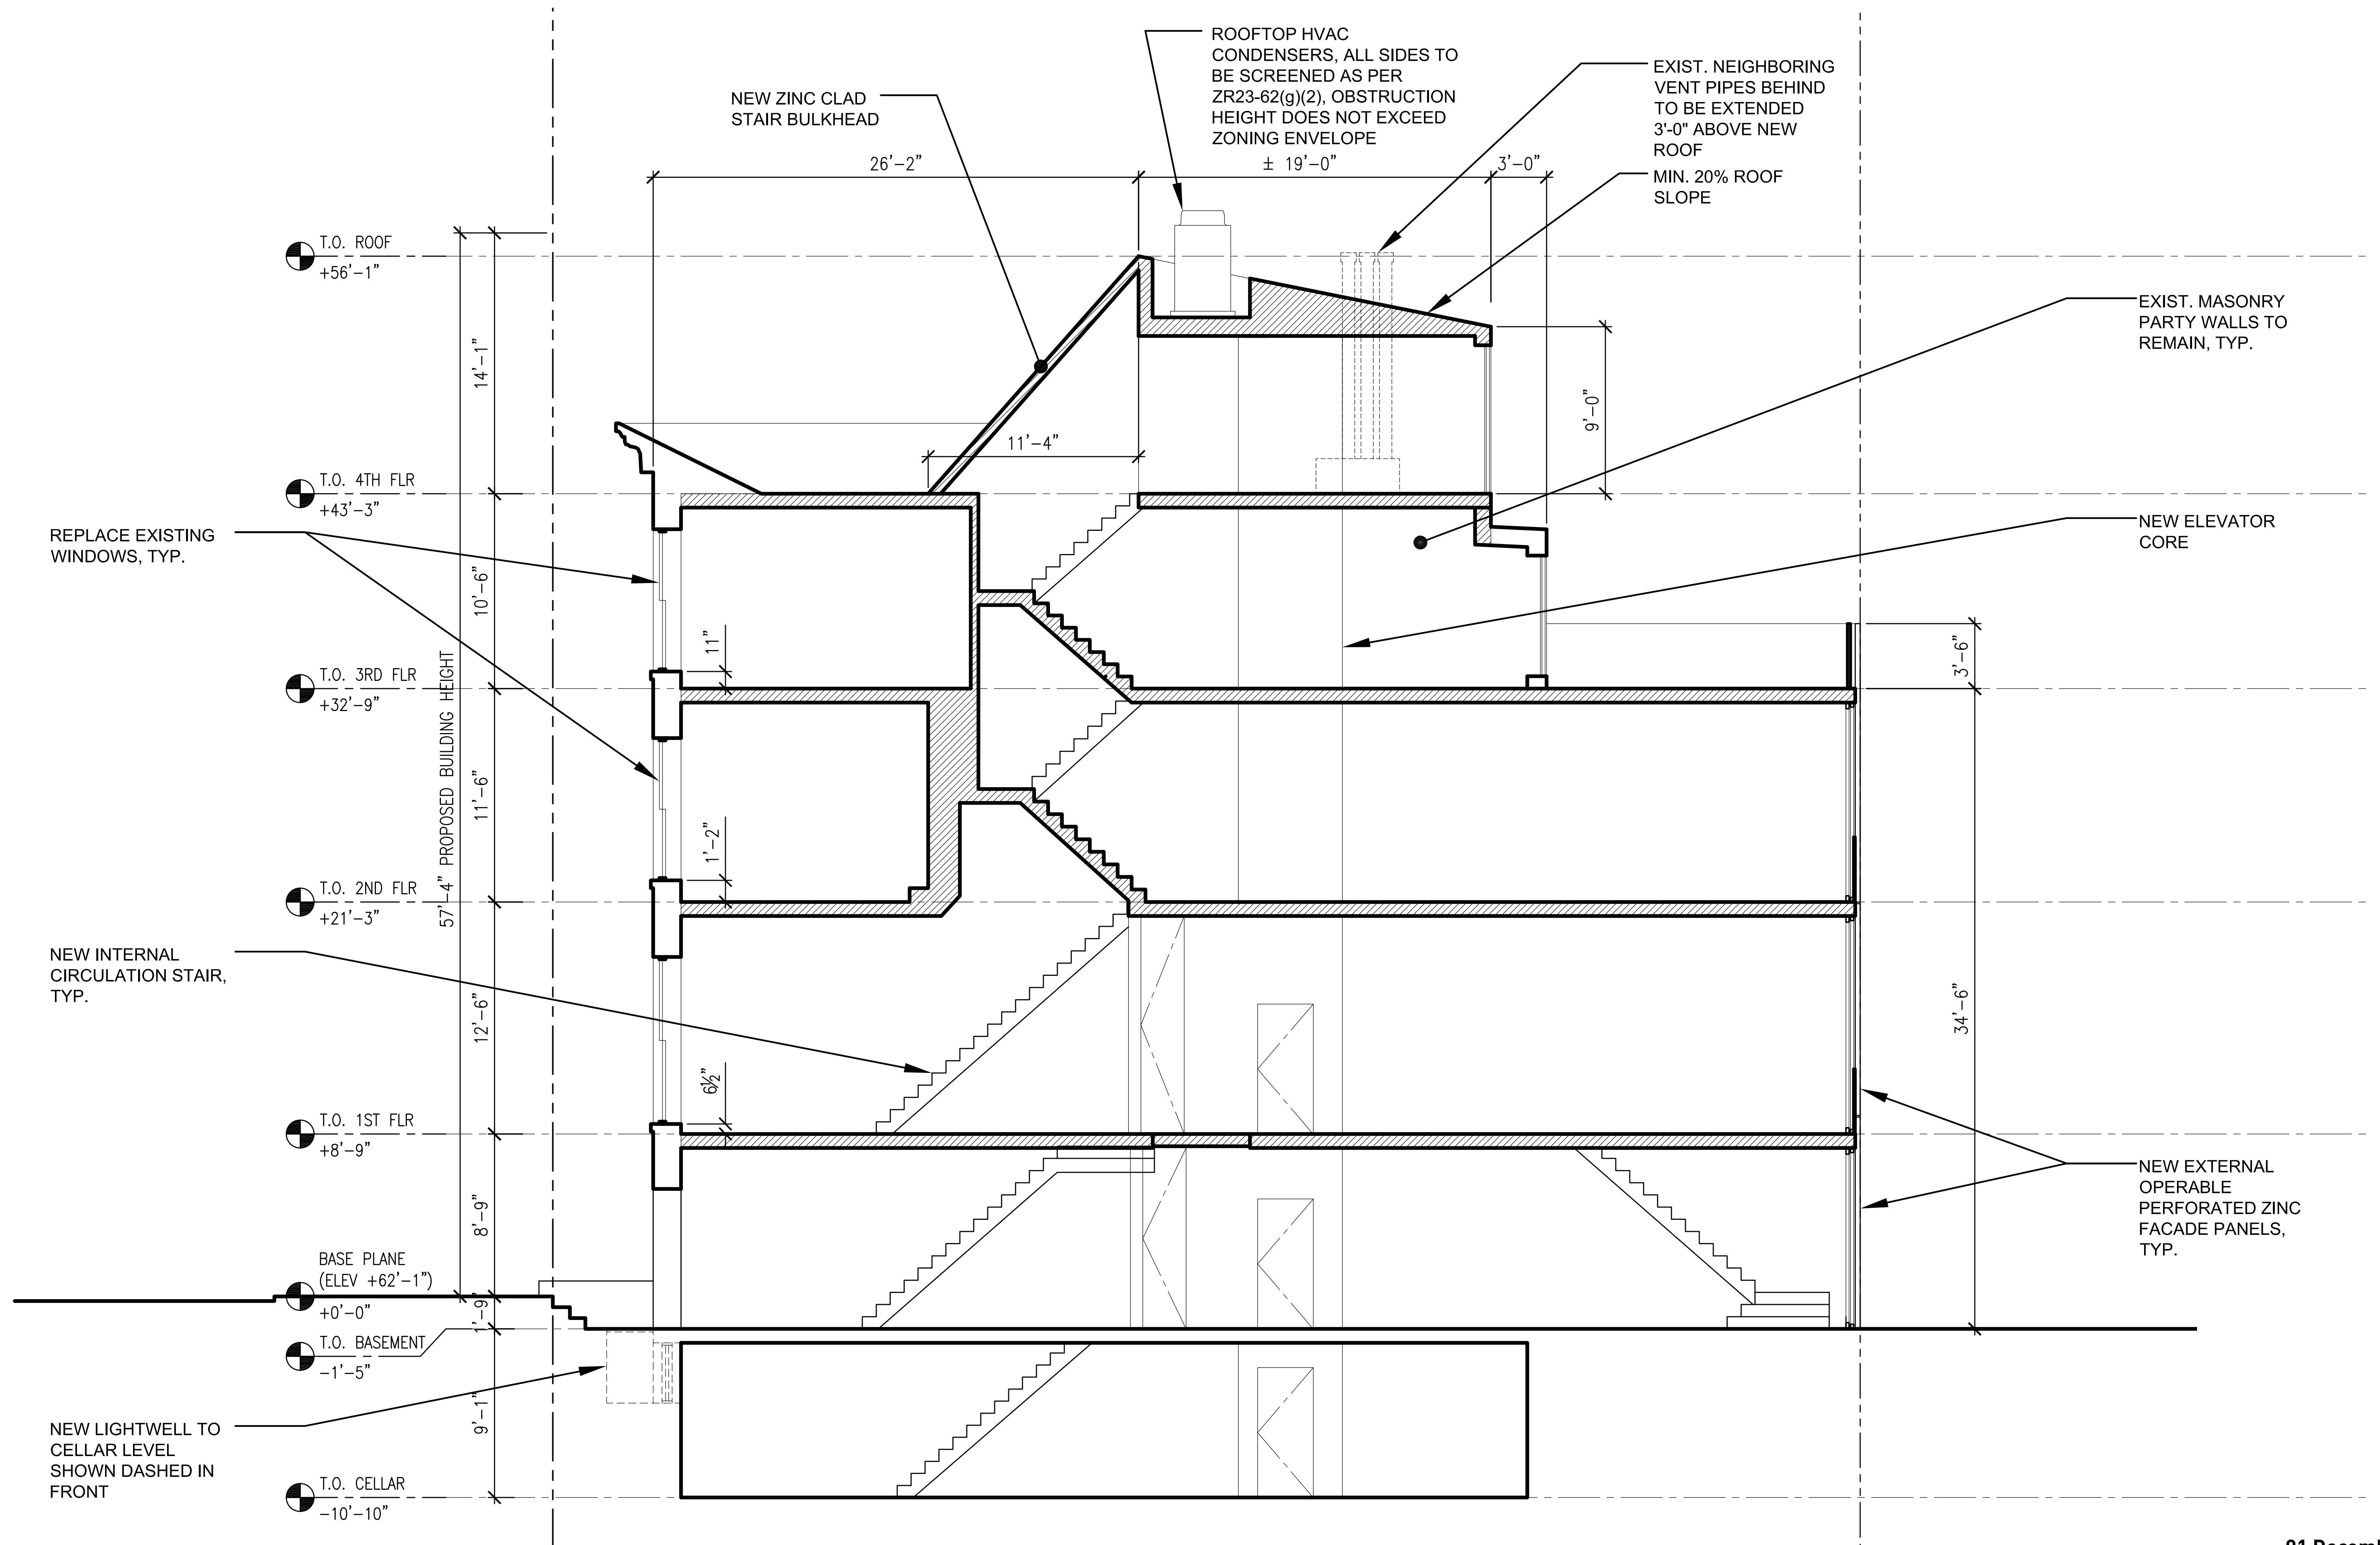 ROOFTOP HVAC
CONDENSERS, ALL SIDES TO
BE SCREENED AS PER
ZR23-62(g)(2), OBSTRUCTION
HEIGHT DOES NOT EXCEED
ZONING ENVELOPE
EXIST. NEIGHBORING
VENT PIPES BEHIND
TO BE EXTENDED
3'-0" ABOVE NEW
ROOF
MIN. 20% ROOF
SLOPE
NEW ZINC CLAD
STAIR BULKHEAD
26'-2"
± 19'-0"
3'-0"
T.O. ROOF
+56'-1"
14'-1"
11'-4"
9'-0"
EXIST. MASONRY
PARTY WALLS TO
REMAIN, TYP.
T.O. 4TH FLR
+43'-3"
REPLACE EXISTING
WINDOWS, TYP.
10'-6"
11"
NEW ELEVATOR
CORE
3'-6"
T.O. 3RD FLR
+32'-9"
57'-4" PROPOSED BUILDING HEIGHT
11'-6"
1'-2"
T.O. 2ND FLR
+21'-3"
NEW INTERNAL
CIRCULATION STAIR,
TYP.
12'-6"
6½"
34'-6"
T.O. 1ST FLR
+8'-9"
8'-9"
NEW EXTERNAL
OPERABLE
PERFORATED ZINC
FACADE PANELS,
TYP.
BASE PLANE
(ELEV +62'-1")
+0'-0"
1'-9"
T.O. BASEMENT
-1'-5"
9'-1"
NEW LIGHTWELL TO
CELLAR LEVEL
SHOWN DASHED IN
FRONT
T.O. CELLAR
-10'-10"